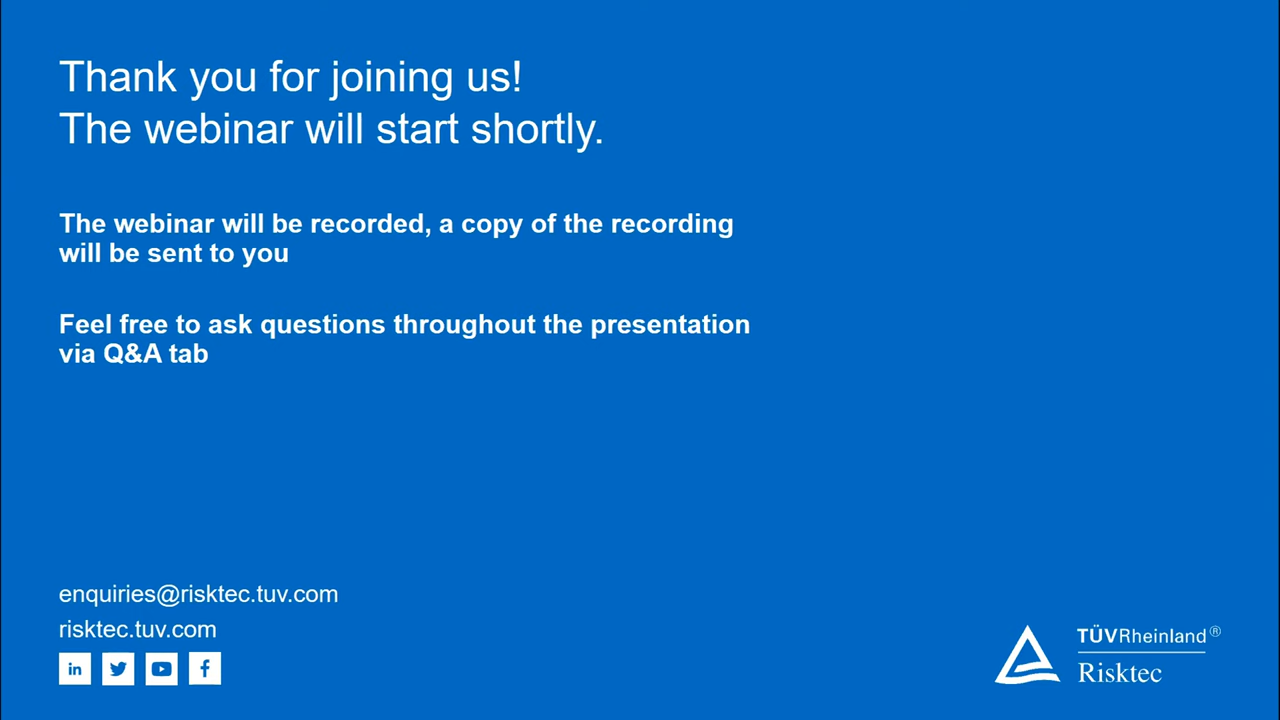 Thank you for joining us!
The webinar will start shortly.
The webinar will be recorded, a copy of the recording
will be sent to you
Feel free to ask questions throughout the presentation
via Q&A tab
enquiries@risktec.tuv.com
risktec.tuv.com
in
f
TÜVRheinland®
Risktec